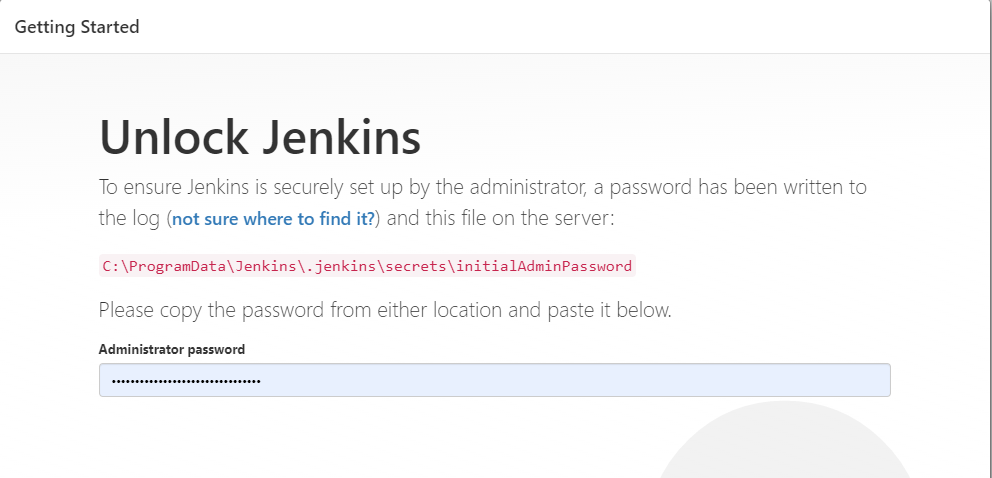 Getting Started
Unlock Jenkins
To ensure Jenkins is securely set up by the administrator, a password has been written to
the log (not sure where to find it?) and this file on the server:
C:\ProgramData\Jenkins\.jenkins\secrets\initialAdminPassword
Please copy the password from either location and paste it below.
Administrator password
••••••••••••••••••••••••••••••••